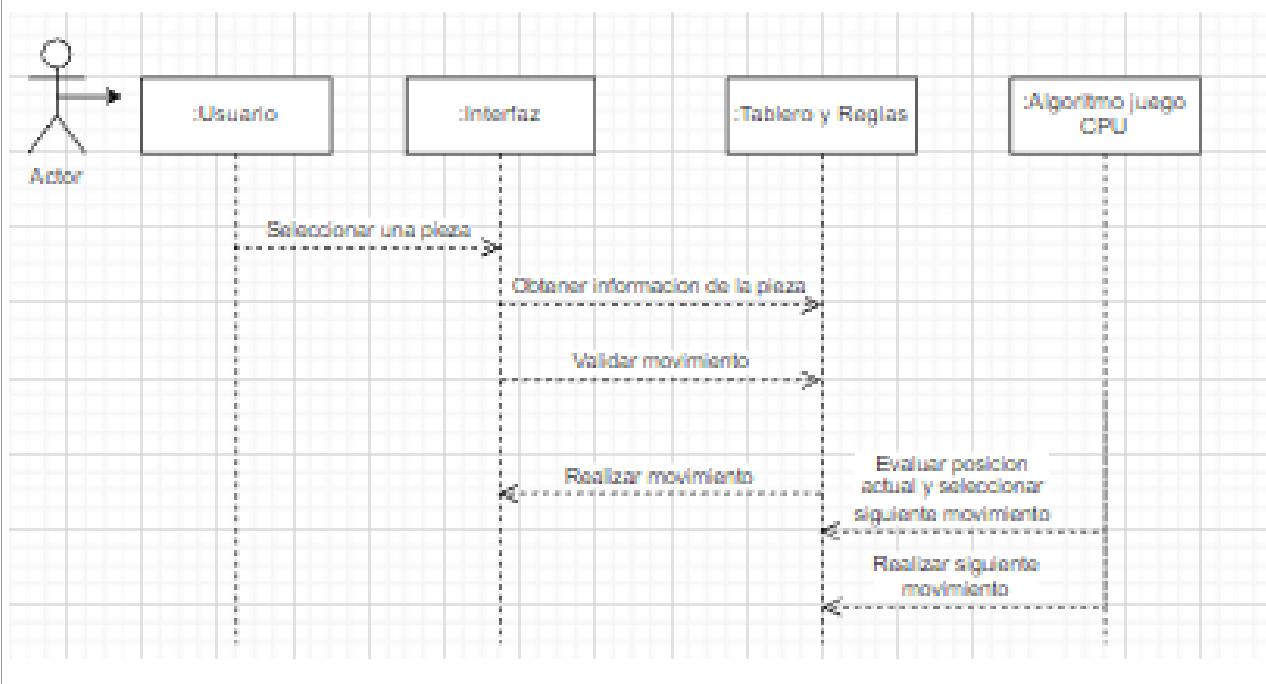 :Usuario
:Interfaz
:Tablero y Reglas
:Algoritmo juego
CPU
Actor
Seleccionar una pieza
Obtener informacion de la pieza
Validar movimiento
Realizar movimiento
Evaluar posicion
actual y seleccionar
siguiente movimiento
Realizar siguiente
movimiento